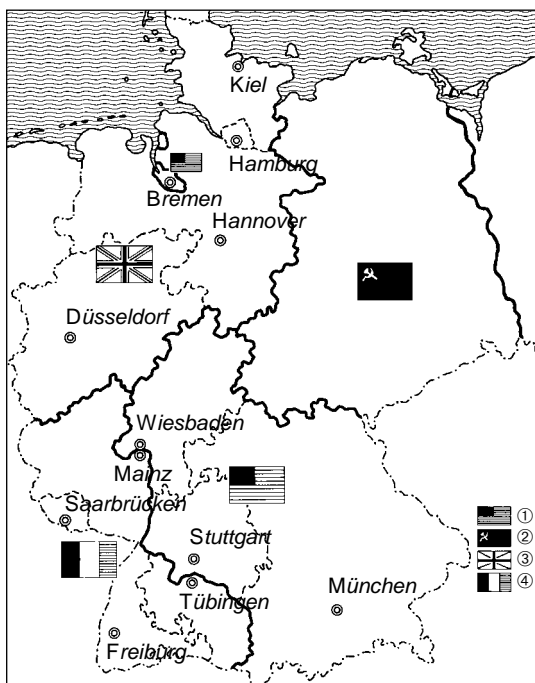 Kiel
Hamburg
Bremen
Hannover
Düsseldorf
Wiesbaden
Mainz
Saarbrücken
Stuttgart
Tübingen
München
Freiburg
①
②
③
④